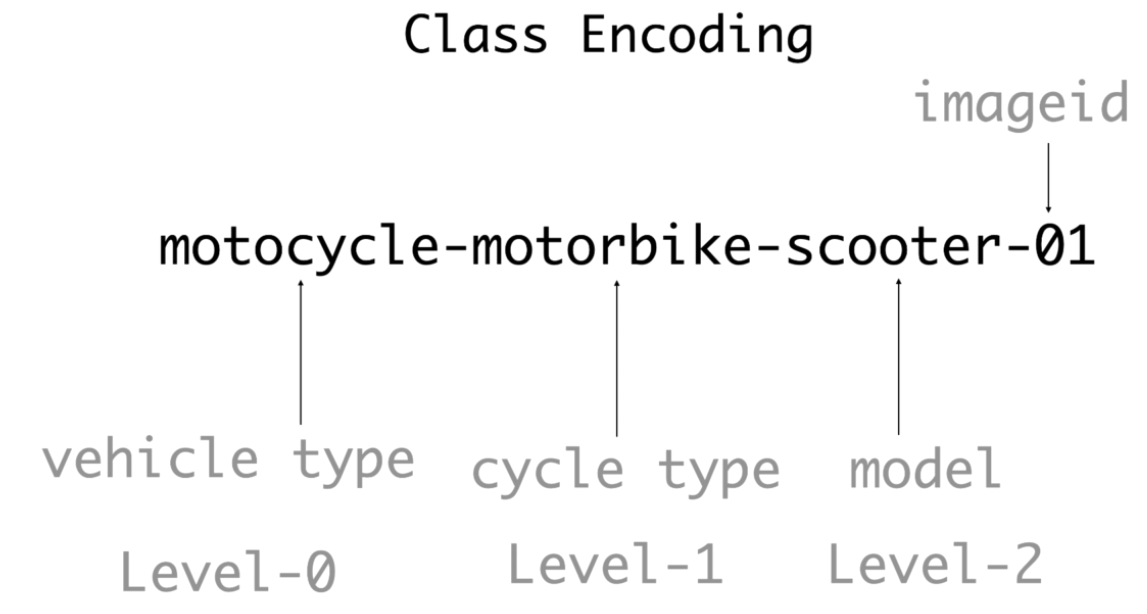 Class Encoding
imageid
motocycle-motorbike-scooter-01
vehicle type cycle type model
Level-0 Level-1 Level-2